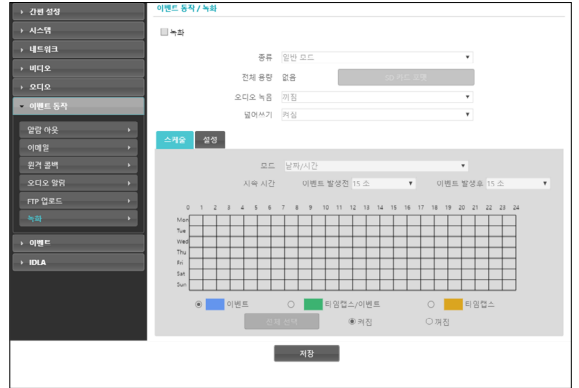 간편 설정
시스템
네트워크
비디오
오디오
이벤트 동작
알람 아웃
이메일
원격 콜백
오디오 알림
FTP 업로드
녹화
이벤트
IDLA
이벤트 동작 / 녹화
녹화
종류 일반 모드
전체 용량 없음 SD 카드 포맷
오디오 녹음 꺼짐
덮어쓰기 켜짐
스케줄 설정
모드 날짜/시간
지속 시간 이벤트 발생전 15 초 이벤트 발생후 15 초
0 1 2 3 4 5 6 7 8 9 10 11 12 13 14 15 16 17 18 19 20 21 22 23 24
Mon
Tue
Wed
Thu
Fri
Sat
Sun
이벤트 타임랩스/이벤트 타임랩스
전체 선택 켜짐 꺼짐
저장